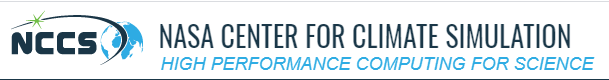 NCCS
NASA CENTER FOR CLIMATE SIMULATION
HIGH PERFORMANCE COMPUTING FOR SCIENCE